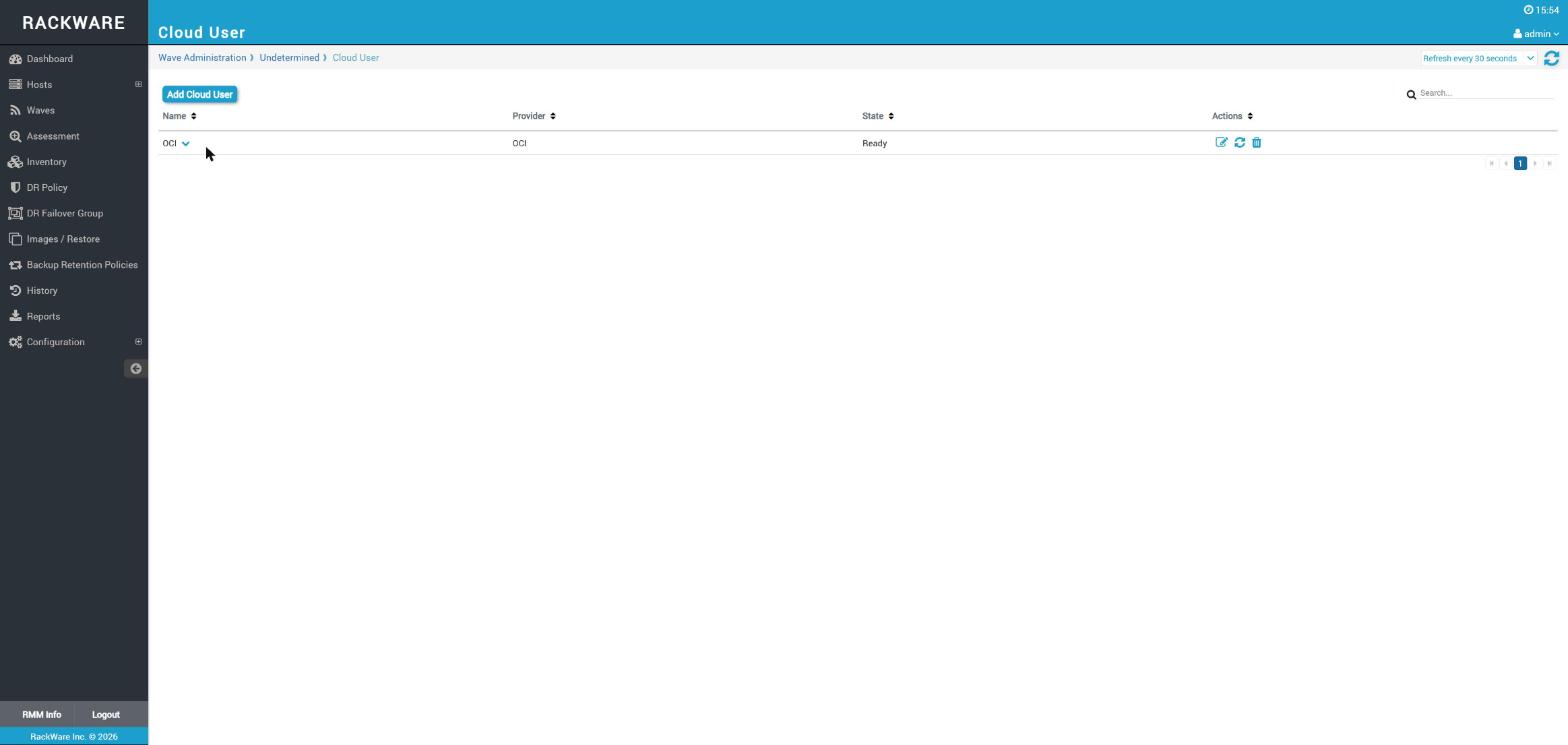 RACKWARE
15:54
Cloud User
admin
Dashboard
Wave Administration ⟩ Undetermined ⟩ Cloud User
Refresh every 30 seconds
Hosts
Add Cloud User
Search...
Waves
Name
Provider
State
Actions
Assessment
OCI
OCI
Ready
Inventory
1
DR Policy
DR Failover Group
Images / Restore
Backup Retention Policies
History
Reports
Configuration
RMM Info
Logout
RackWare Inc. © 2026